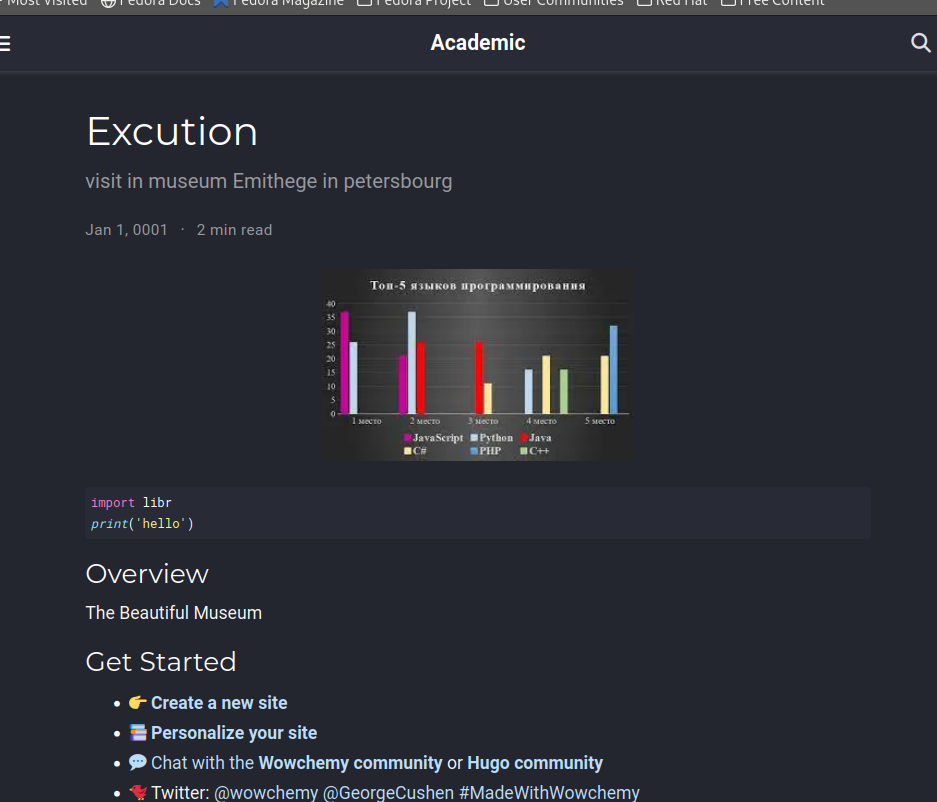 Most Visited Fedora Docs Fedora Magazine Fedora Project User Communities Red Hat Free Content
Academic
Excution
visit in museum Emithege in petersbourg
Jan 1, 0001 · 2 min read
Топ-5 языков программирования
40
35
30
25
20
15
10
5
0
1 место 2 место 3 место 4 место 5 место
JavaScript Python Java
C# PHP C++
import libr
print('hello')
Overview
The Beautiful Museum
Get Started
👉 Create a new site
📚 Personalize your site
💬 Chat with the Wowchemy community or Hugo community
🐦 Twitter: @wowchemy @GeorgeCushen #MadeWithWowchemy